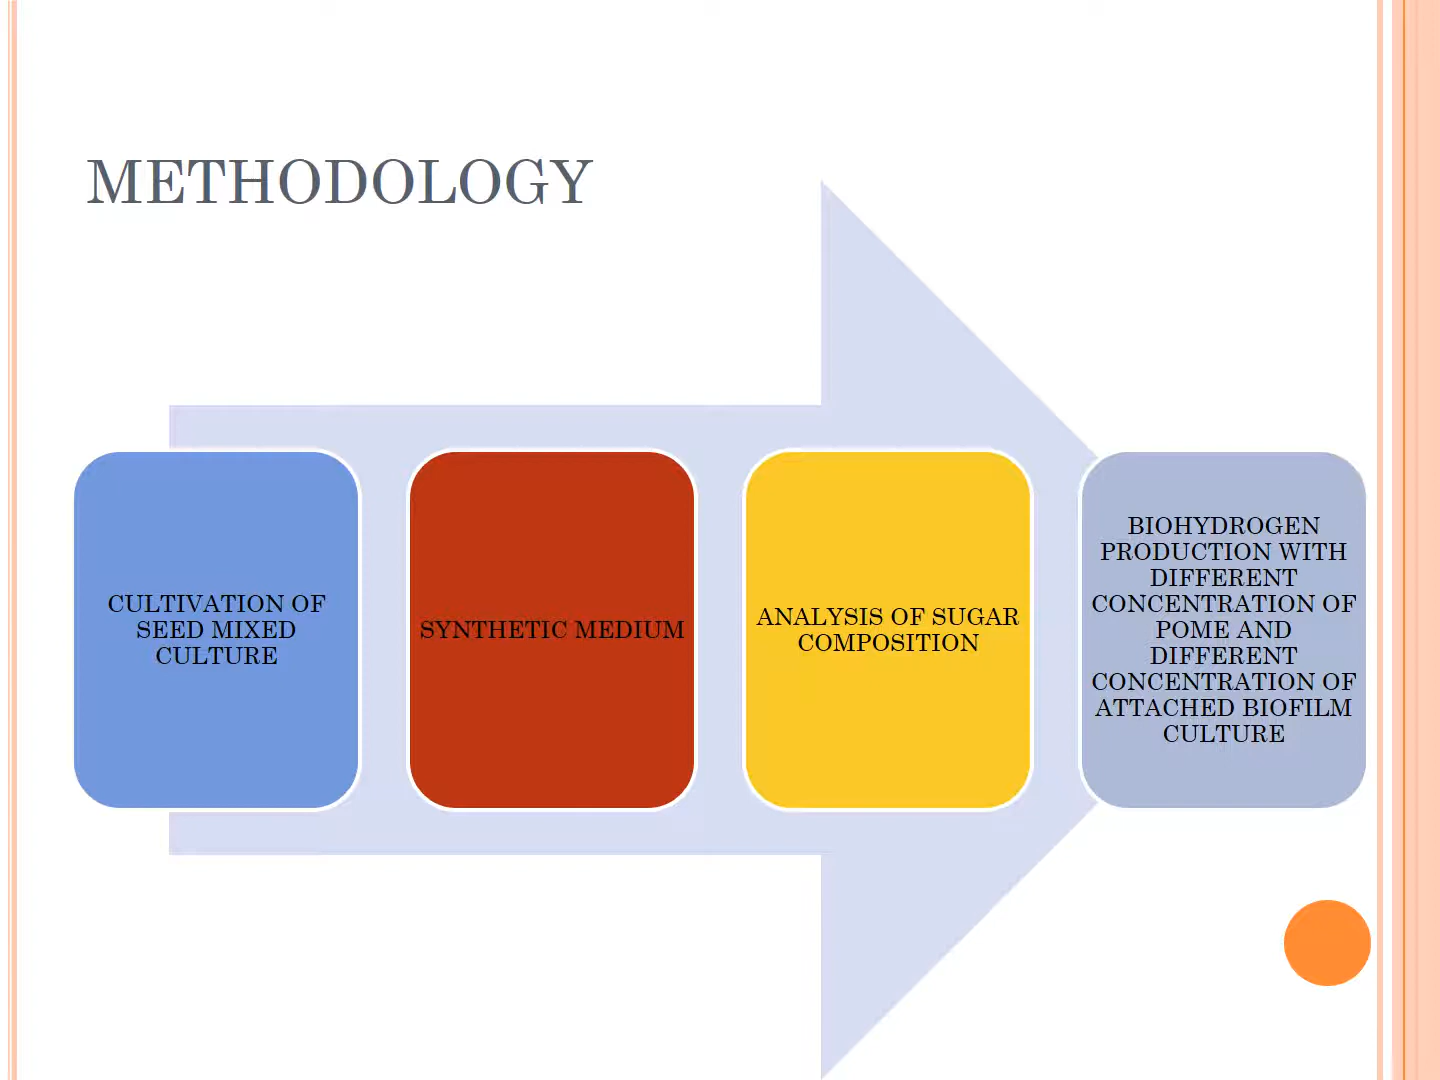 METHODOLOGY
CULTIVATION OF
SEED MIXED
CULTURE
SYNTHETIC MEDIUM
ANALYSIS OF SUGAR
COMPOSITION
BIOHYDROGEN
PRODUCTION WITH
DIFFERENT
CONCENTRATION OF
POME AND
DIFFERENT
CONCENTRATION OF
ATTACHED BIOFILM
CULTURE